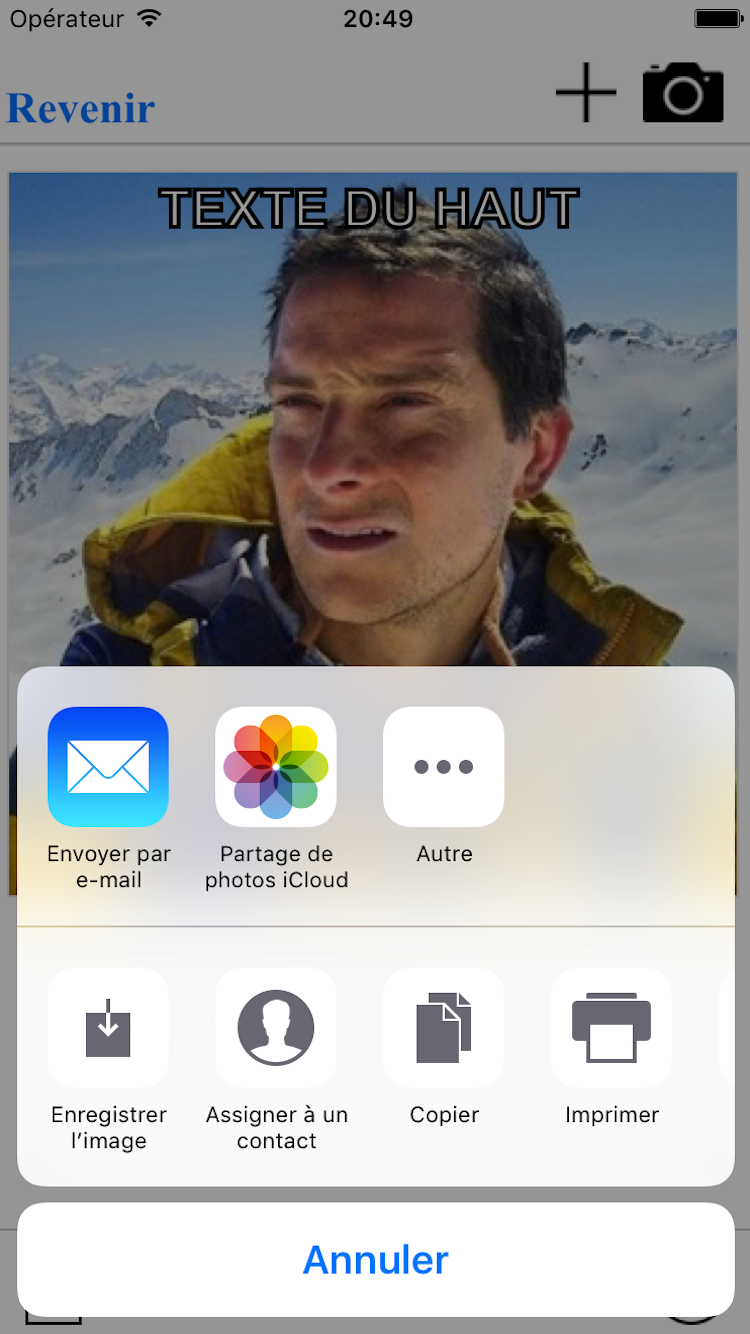 Opérateur 20:49
Revenir
TEXTE DU HAUT
Envoyer par
e-mail
Partage de
photos iCloud
Autre
Enregistrer
l’image
Assigner à un
contact
Copier
Imprimer
Annuler